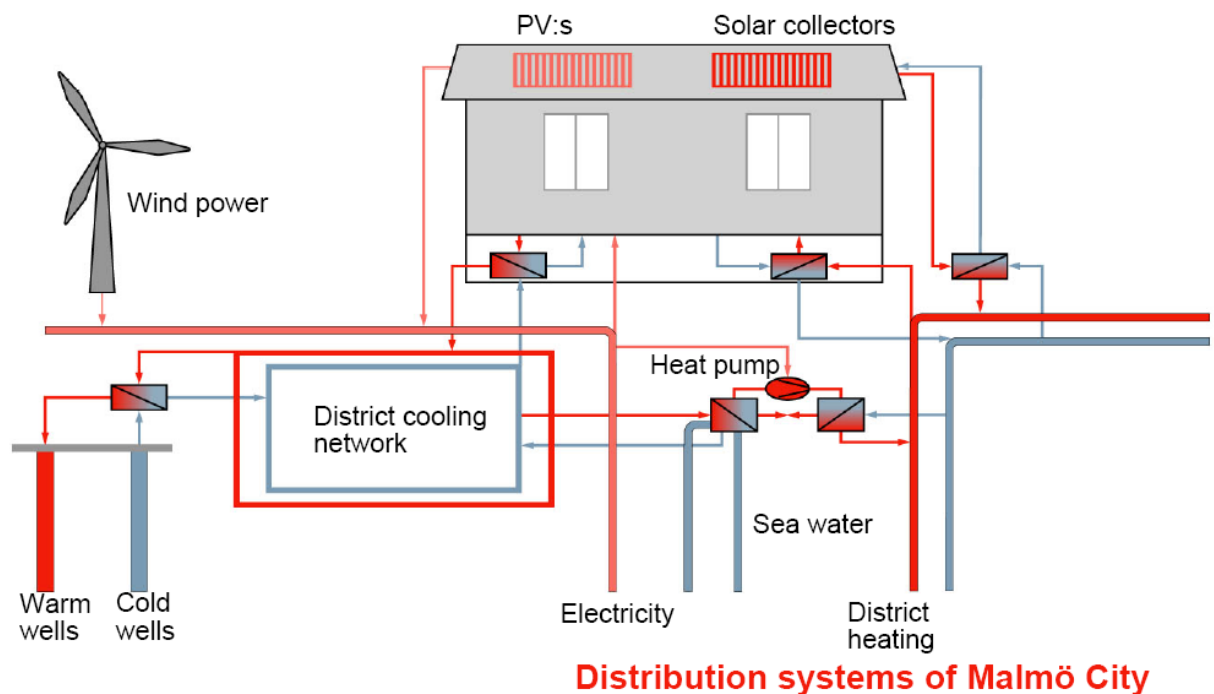 PV:s
Solar collectors
Wind power
Heat pump
District cooling
network
Sea water
Warm
wells
Cold
wells
Electricity
District
heating
Distribution systems of Malmö City